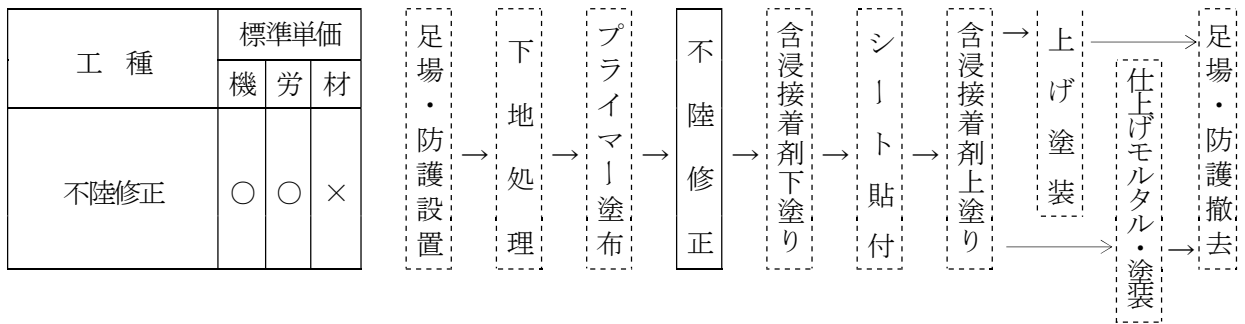 工　種
標準単価
機 労 材
不陸修正
○ ○ ×
足場・防護設置
→
下地処理
→
プライマー塗布
→
不陸修正
→
含浸接着剤下塗り
→
シート貼付
→
含浸接着剤上塗り
→
上げ塗装
→
仕上げモルタル・塗装
→
足場・防護撤去